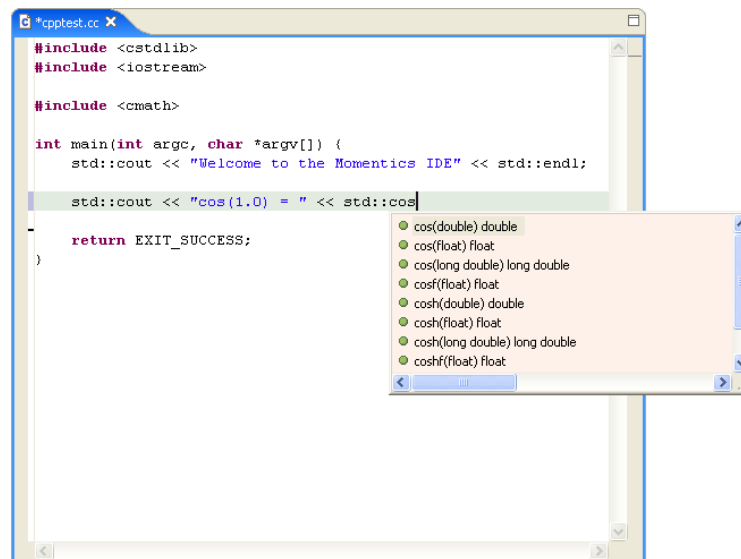 *cpptest.cc
#include <cstdlib>
#include <iostream>
#include <cmath>
int main(int argc, char *argv[]) {
std::cout << "Welcome to the Momentics IDE" << std::endl;
std::cout << "cos(1.0) = " << std::cos
return EXIT_SUCCESS;
}
cos(double) double
cos(float) float
cos(long double) long double
cosf(float) float
cosh(double) double
cosh(float) float
cosh(long double) long double
coshf(float) float